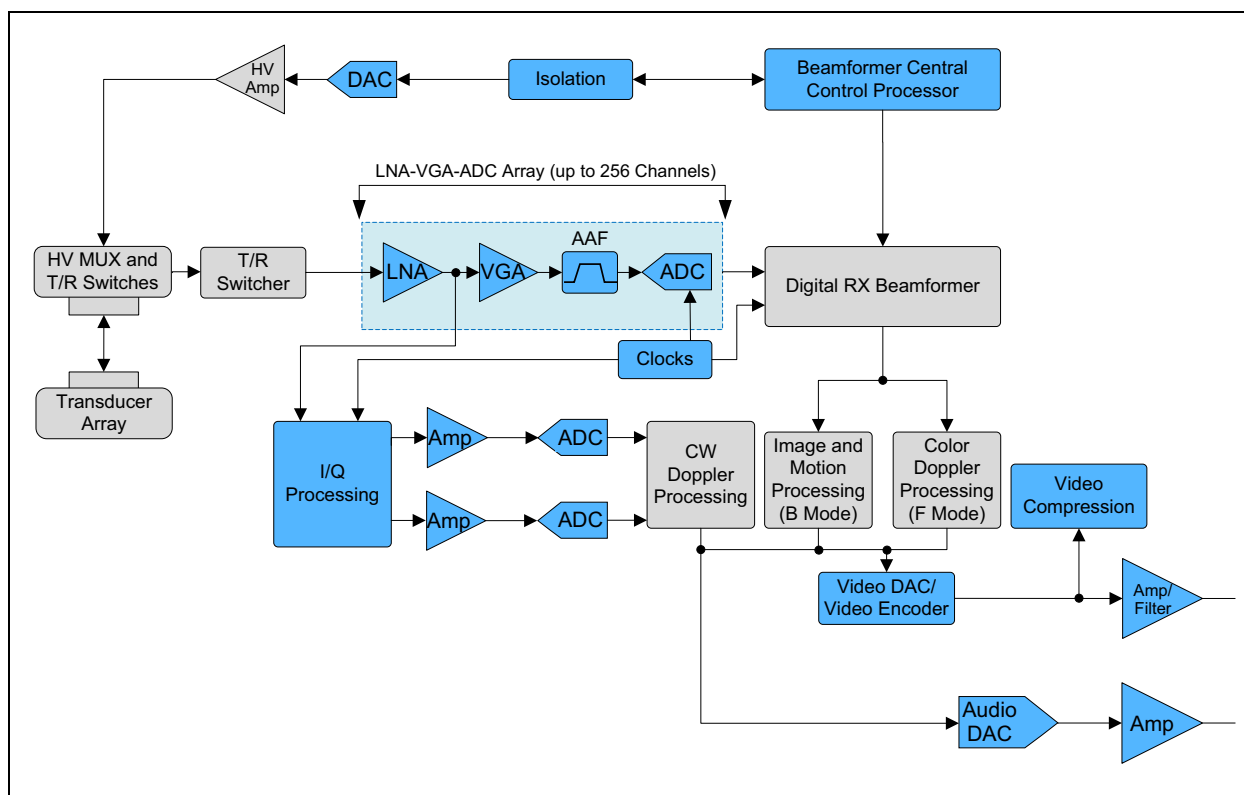 HV
Amp
DAC
Isolation
Beamformer Central
Control Processor
LNA-VGA-ADC Array (up to 256 Channels)
HV MUX and
T/R Switches
T/R
Switcher
LNA
VGA
AAF
ADC
Digital RX Beamformer
Clocks
Transducer
Array
I/Q
Processing
Amp
ADC
Amp
ADC
CW
Doppler
Processing
Image and
Motion
Processing
(B Mode)
Color
Doppler
Processing
(F Mode)
Video
Compression
Video DAC/
Video Encoder
Amp/
Filter
Audio
DAC
Amp